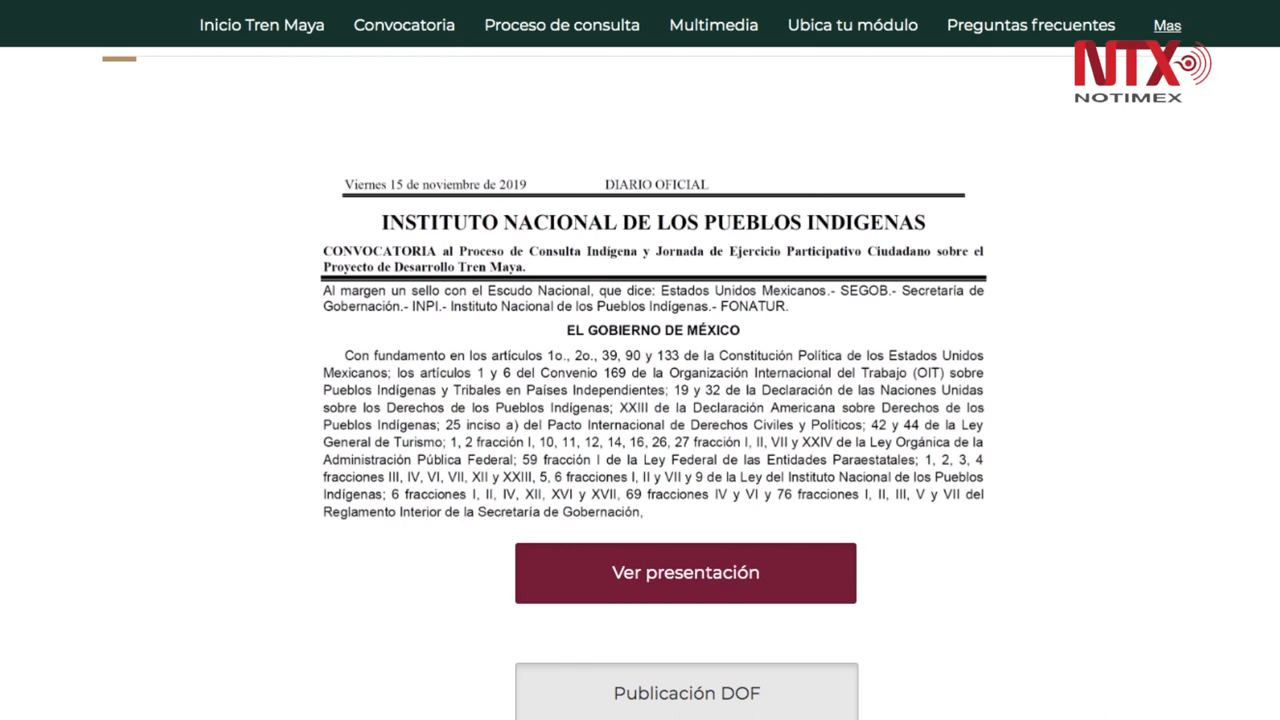 Inicio Tren Maya Convocatoria Proceso de consulta Multimedia Ubica tu módulo Preguntas frecuentes Mas
NTX
NOTIMEX
Viernes 15 de noviembre de 2019 DIARIO OFICIAL
INSTITUTO NACIONAL DE LOS PUEBLOS INDIGENAS
CONVOCATORIA al Proceso de Consulta Indígena y Jornada de Ejercicio Participativo Ciudadano sobre el
Proyecto de Desarrollo Tren Maya.
Al margen un sello con el Escudo Nacional, que dice: Estados Unidos Mexicanos.- SEGOB.- Secretaría de
Gobernación.- INPI.- Instituto Nacional de los Pueblos Indígenas.- FONATUR.
EL GOBIERNO DE MÉXICO
Con fundamento en los artículos 1o., 2o., 39, 90 y 133 de la Constitución Política de los Estados Unidos
Mexicanos; los artículos 1 y 6 del Convenio 169 de la Organización Internacional del Trabajo (OIT) sobre
Pueblos Indígenas y Tribales en Países Independientes; 19 y 32 de la Declaración de las Naciones Unidas
sobre los Derechos de los Pueblos Indígenas; XXIII de la Declaración Americana sobre Derechos de los
Pueblos Indígenas; 25 inciso a) del Pacto Internacional de Derechos Civiles y Políticos; 42 y 44 de la Ley
General de Turismo; 1, 2 fracción I, 10, 11, 12, 14, 16, 26, 27 fracción I, II, VII y XXIV de la Ley Orgánica de la
Administración Pública Federal; 59 fracción I de la Ley Federal de las Entidades Paraestatales; 1, 2, 3, 4
fracciones III, IV, VI, VII, XII y XXIII, 5, 6 fracciones I, II y VII y 9 de la Ley del Instituto Nacional de los Pueblos
Indígenas; 6 fracciones I, II, IV, XII, XVI y XVII, 69 fracciones IV y VI y 76 fracciones I, II, III, V y VII del
Reglamento Interior de la Secretaría de Gobernación,
Ver presentación
Publicación DOF